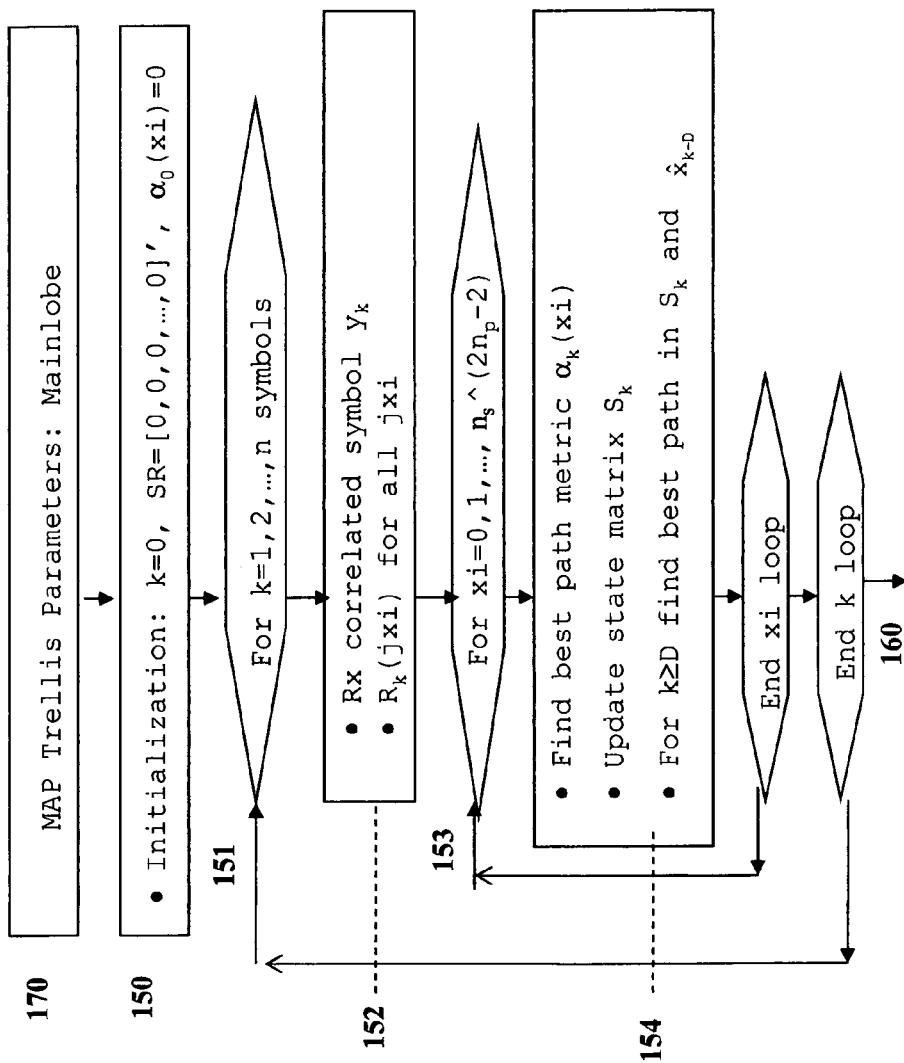 170
MAP Trellis Parameters: Mainlobe
150
• Initialization: k=0, SR=[0,0,0,…,0]′, α₀(xi)=0
151
For k=1,2,…,n symbols
152
• Rx correlated symbol yₖ
• Rₖ(jxi) for all jxi
153
For xi=0,1,…, nₛ^(2nₚ-2)
154
• Find best path metric αₖ(xi)
• Update state matrix Sₖ
• For k≥D find best path in Sₖ and x̂ₖ₋D
End xi loop
End k loop
160